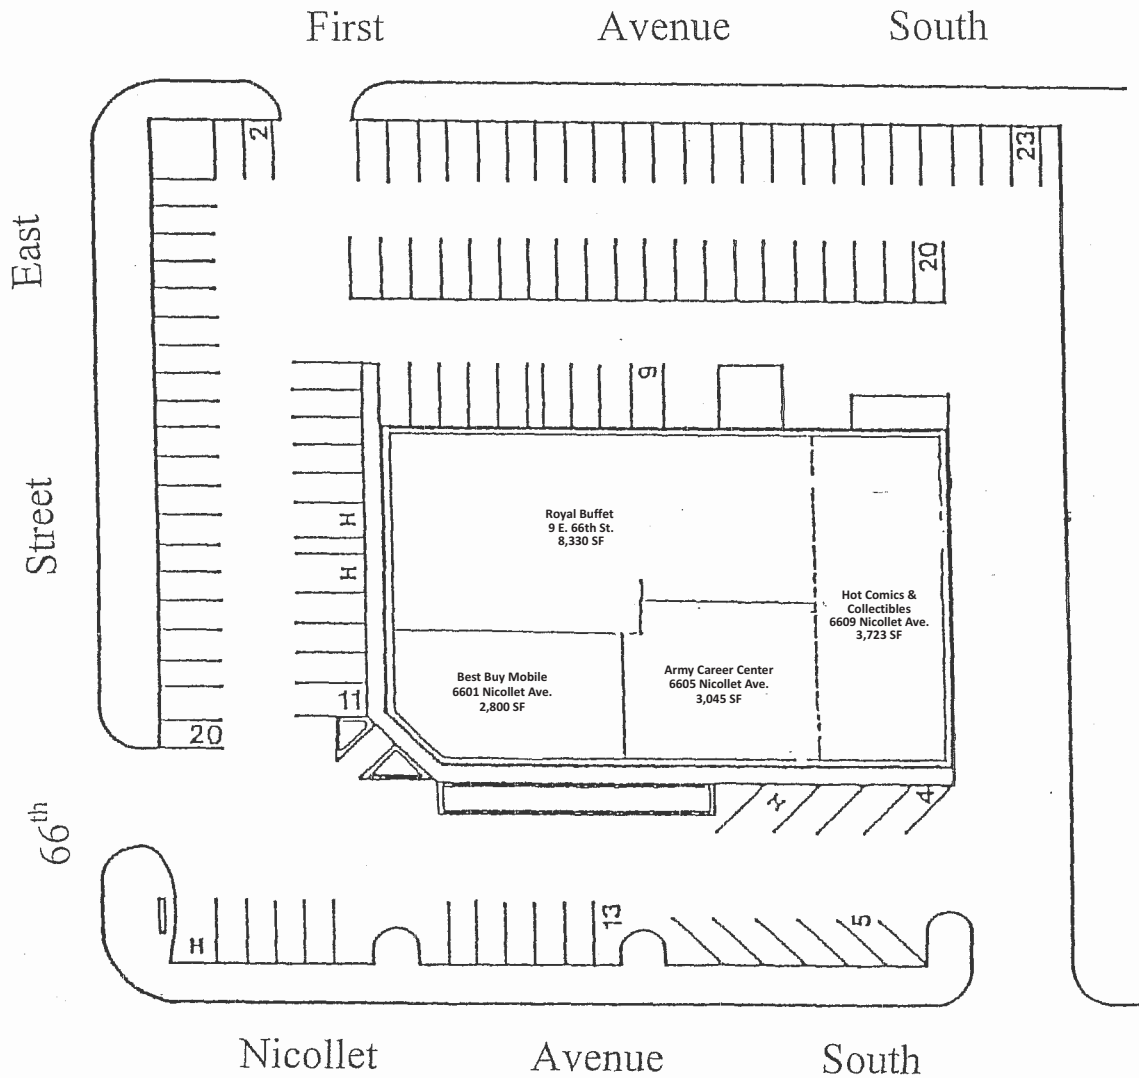 First Avenue South
2
23
East
20
9
Street
H
H
Royal Buffet
9 E. 66th St.
8,330 SF
Hot Comics &
Collectibles
6609 Nicollet Ave.
3,723 SF
Best Buy Mobile
6601 Nicollet Ave.
2,800 SF
Army Career Center
6605 Nicollet Ave.
3,045 SF
11
20
H
4
66th
H
13
5
Nicollet Avenue South